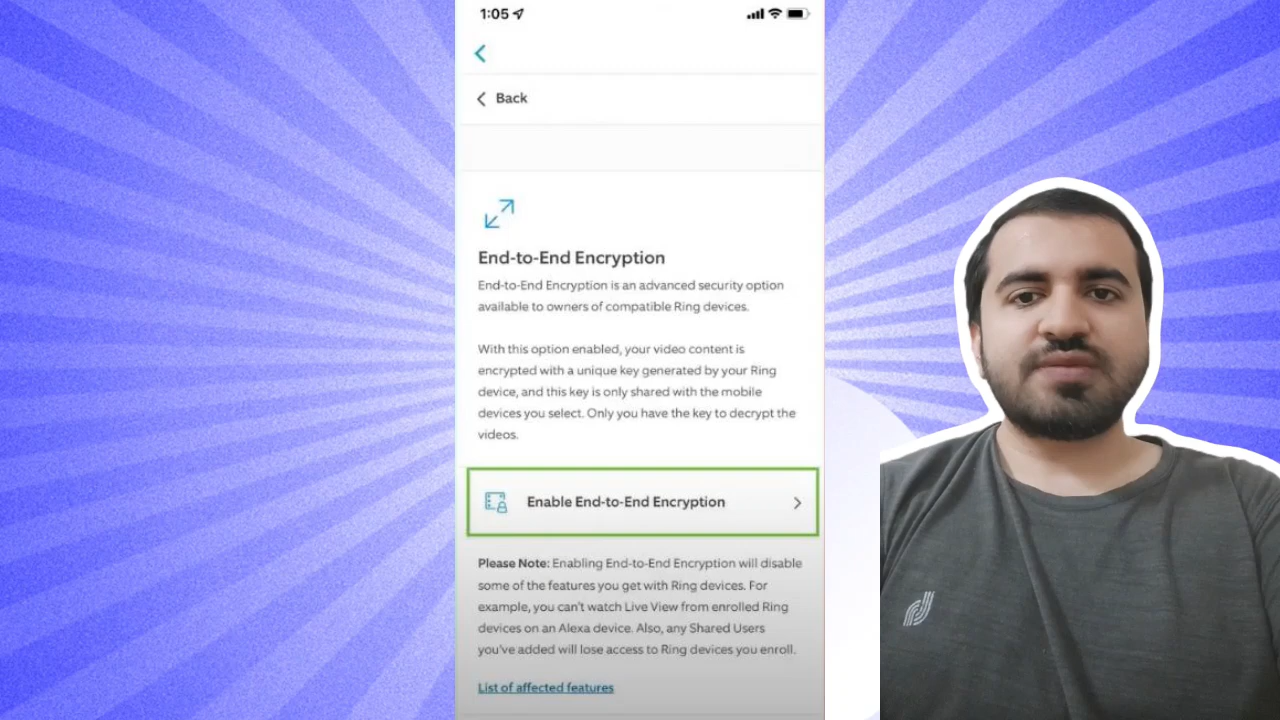 1:05
Back
End-to-End Encryption
End-to-End Encryption is an advanced security option
available to owners of compatible Ring devices.
With this option enabled, your video content is
encrypted with a unique key generated by your Ring
device, and this key is only shared with the mobile
devices you select. Only you have the key to decrypt the
videos.
Enable End-to-End Encryption
Please Note: Enabling End-to-End Encryption will disable
some of the features you get with Ring devices. For
example, you can't watch Live View from enrolled Ring
devices on an Alexa device. Also, any Shared Users
you've added will lose access to Ring devices you enroll.
List of affected features